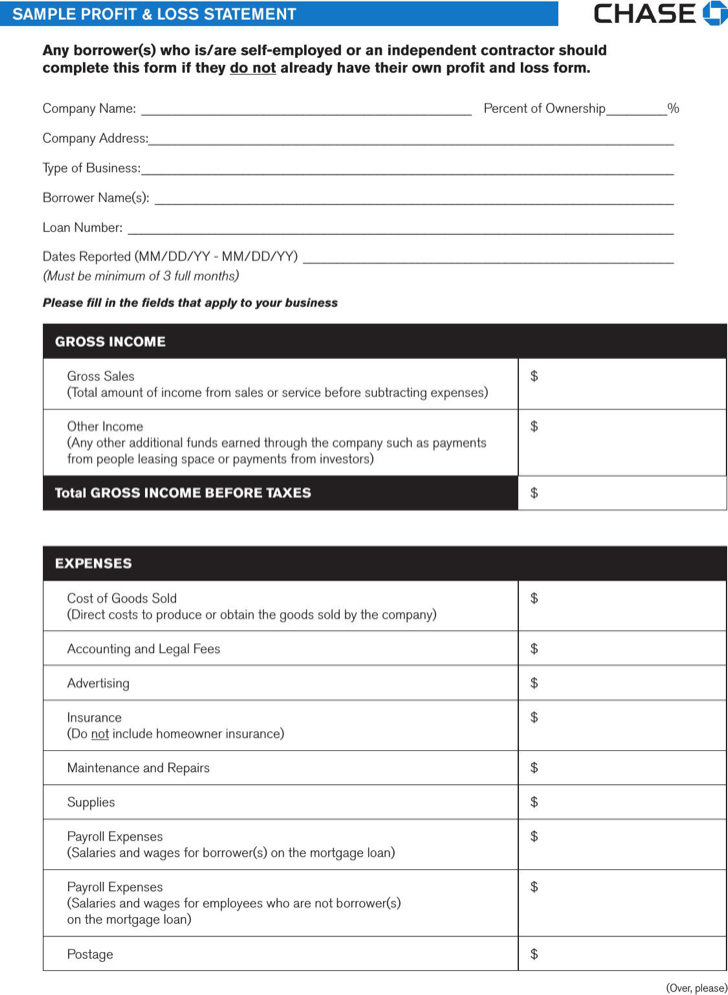 SAMPLE PROFIT & LOSS STATEMENT
CHASE
Any borrower(s) who is/are self-employed or an independent contractor should
complete this form if they do not already have their own profit and loss form.
Company Name: ____________ Percent of Ownership________%
Company Address:____________
Type of Business:____________
Borrower Name(s): ____________
Loan Number: ____________
Dates Reported (MM/DD/YY - MM/DD/YY) ____________
(Must be minimum of 3 full months)
Please fill in the fields that apply to your business
GROSS INCOME
Gross Sales $
(Total amount of income from sales or service before subtracting expenses)
Other Income $
(Any other additional funds earned through the company such as payments
from people leasing space or payments from investors)
Total GROSS INCOME BEFORE TAXES $
EXPENSES
Cost of Goods Sold $
(Direct costs to produce or obtain the goods sold by the company)
Accounting and Legal Fees $
Advertising $
Insurance $
(Do not include homeowner insurance)
Maintenance and Repairs $
Supplies $
Payroll Expenses $
(Salaries and wages for borrower(s) on the mortgage loan)
Payroll Expenses $
(Salaries and wages for employees who are not borrower(s)
on the mortgage loan)
Postage $
(Over, please)